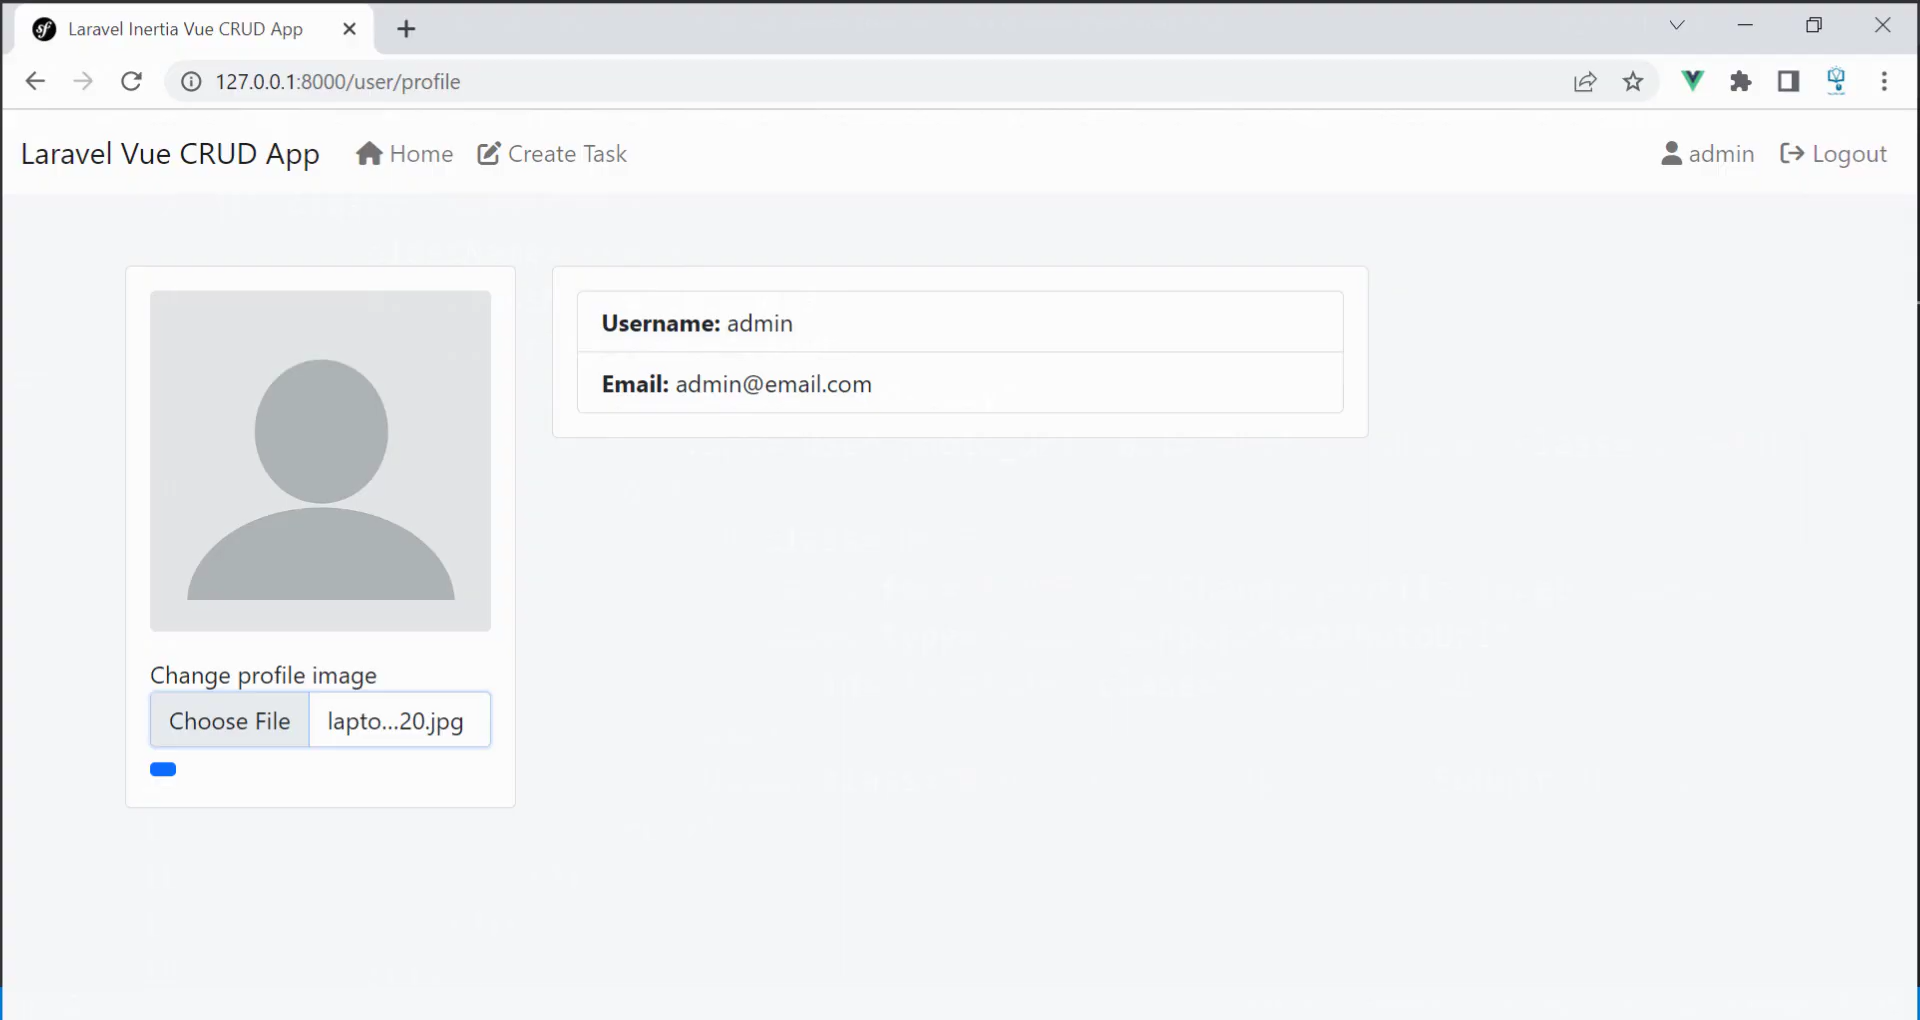 Laravel Inertia Vue CRUD App
127.0.0.1:8000/user/profile
Laravel Vue CRUD App Home Create Task admin Logout
Username: admin
Email: admin@email.com
Change profile image
Choose File lapto...20.jpg